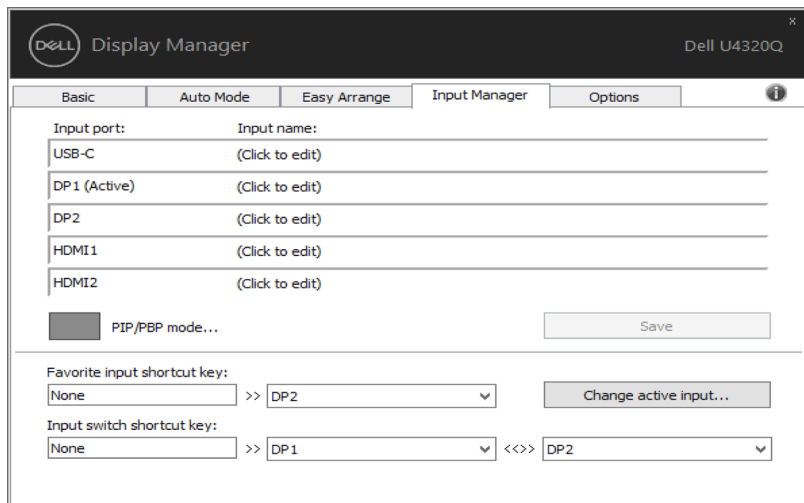 DELL Display Manager Dell U4320Q x
Basic Auto Mode Easy Arrange Input Manager Options i
Input port: Input name:
USB-C (Click to edit)
DP1 (Active) (Click to edit)
DP2 (Click to edit)
HDMI1 (Click to edit)
HDMI2 (Click to edit)
PIP/PBP mode... Save
Favorite input shortcut key:
None >> DP2 Change active input...
Input switch shortcut key:
None >> DP1 <<>> DP2